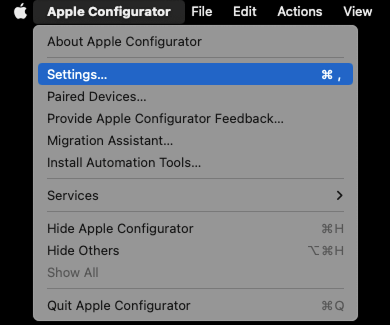 Apple Configurator File Edit Actions View
About Apple Configurator
Settings... ⌘ ,
Paired Devices...
Provide Apple Configurator Feedback...
Migration Assistant...
Install Automation Tools...
Services
Hide Apple Configurator ⌘H
Hide Others ⌥⌘H
Show All
Quit Apple Configurator ⌘Q